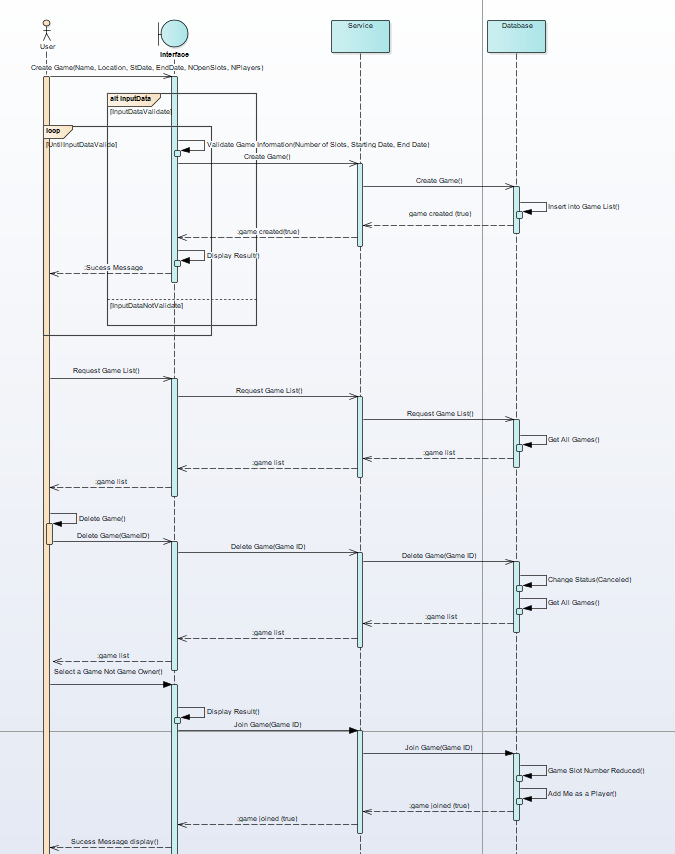 Service
Database
User
Interface
Create Game(Name, Location, StDate, EndDate, NOpenSlots, NPlayers)
alt InputData
[InputDataValidate]
loop
[UntilInputDataValide]
Validate Game Information(Number of Slots, Starting Date, End Date)
Create Game()
Create Game()
Insert into Game List()
game created (true)
:game created(true)
Display Result()
:Sucess Message
[InputDataNotValidate]
Request Game List()
Request Game List()
Request Game List()
Get All Games()
:game list
:game list
:game list
Delete Game()
Delete Game(GameID)
Delete Game(Game ID)
Delete Game(Game ID)
Change Status(Canceled)
Get All Games()
:game list
:game list
:game list
Select a Game Not Game Owner()
Display Result()
Join Game(Game ID)
Join Game(Game ID)
Game Slot Number Reduced()
Add Me as a Player()
:game joined (true)
:game joined (true)
Sucess Message display()